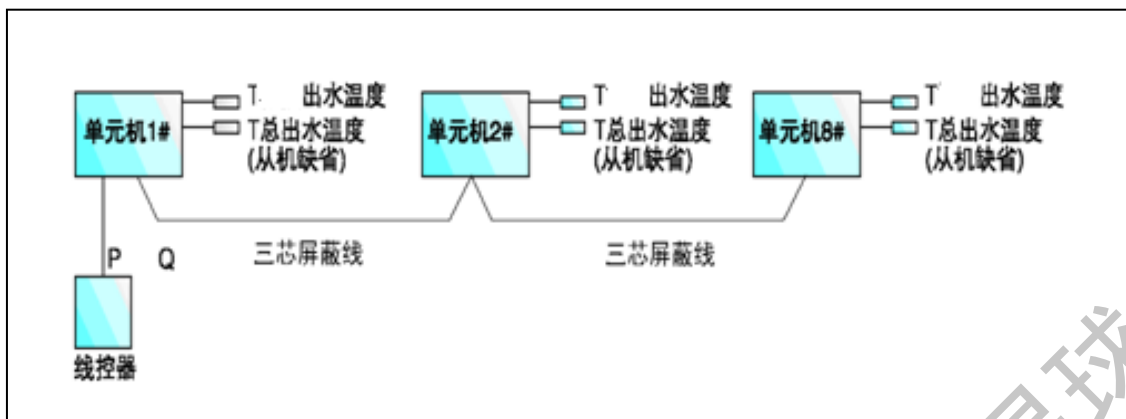 T 出水温度
T 出水温度
T 出水温度
单元机1#
T总出水温度
(从机缺省)
单元机2#
T总出水温度
(从机缺省)
单元机8#
T总出水温度
(从机缺省)
三芯屏蔽线
三芯屏蔽线
P Q
线控器
星球